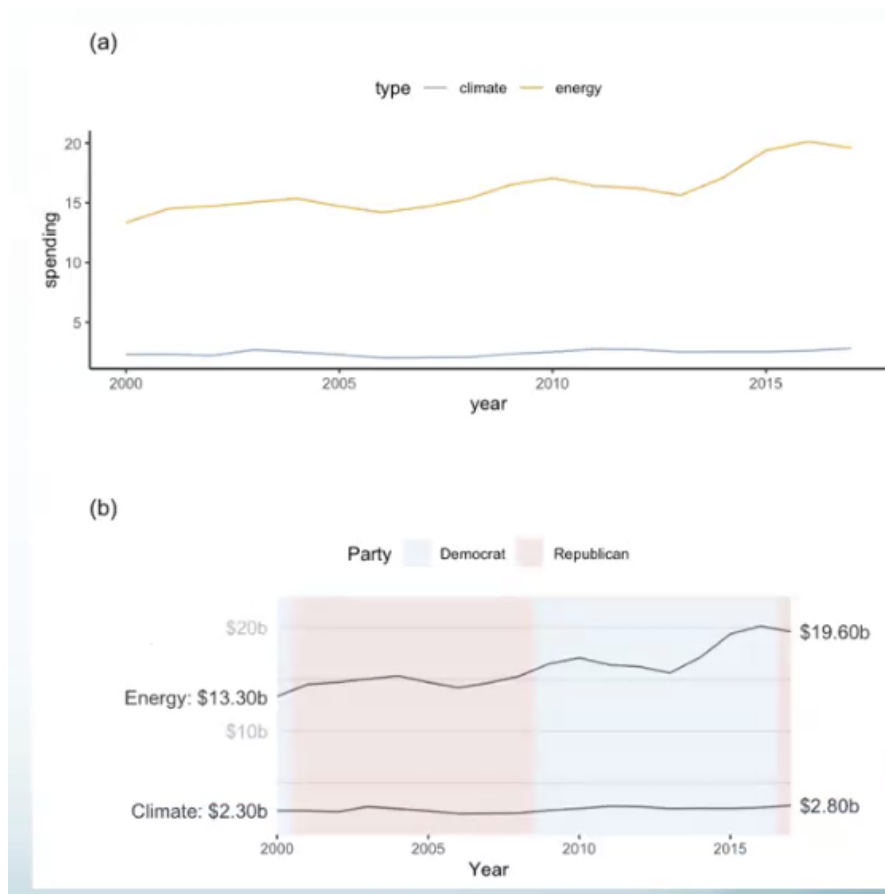 (a)
type climate energy
20
15
10
5
spending
2000 2005 2010 2015
year
(b)
Party Democrat Republican
$20b
$19.60b
Energy: $13.30b
$10b
Climate: $2.30b
$2.80b
2000 2005 2010 2015
Year